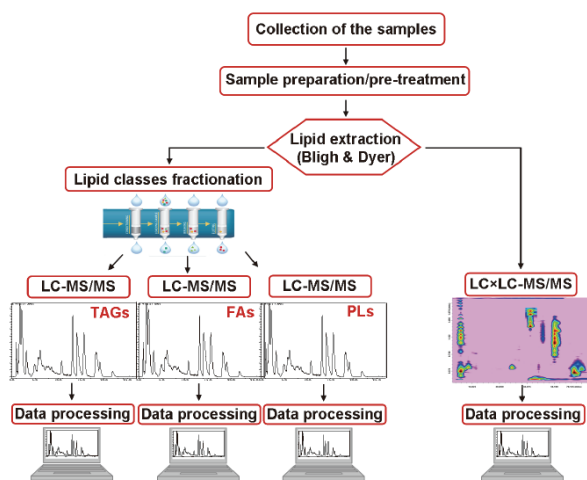 Collection of the samples
Sample preparation/pre-treatment
Lipid extraction
(Bligh & Dyer)
Lipid classes fractionation
LC-MS/MS
LC-MS/MS
LC-MS/MS
LC×LC-MS/MS
TAGs
FAs
PLs
Data processing
Data processing
Data processing
Data processing